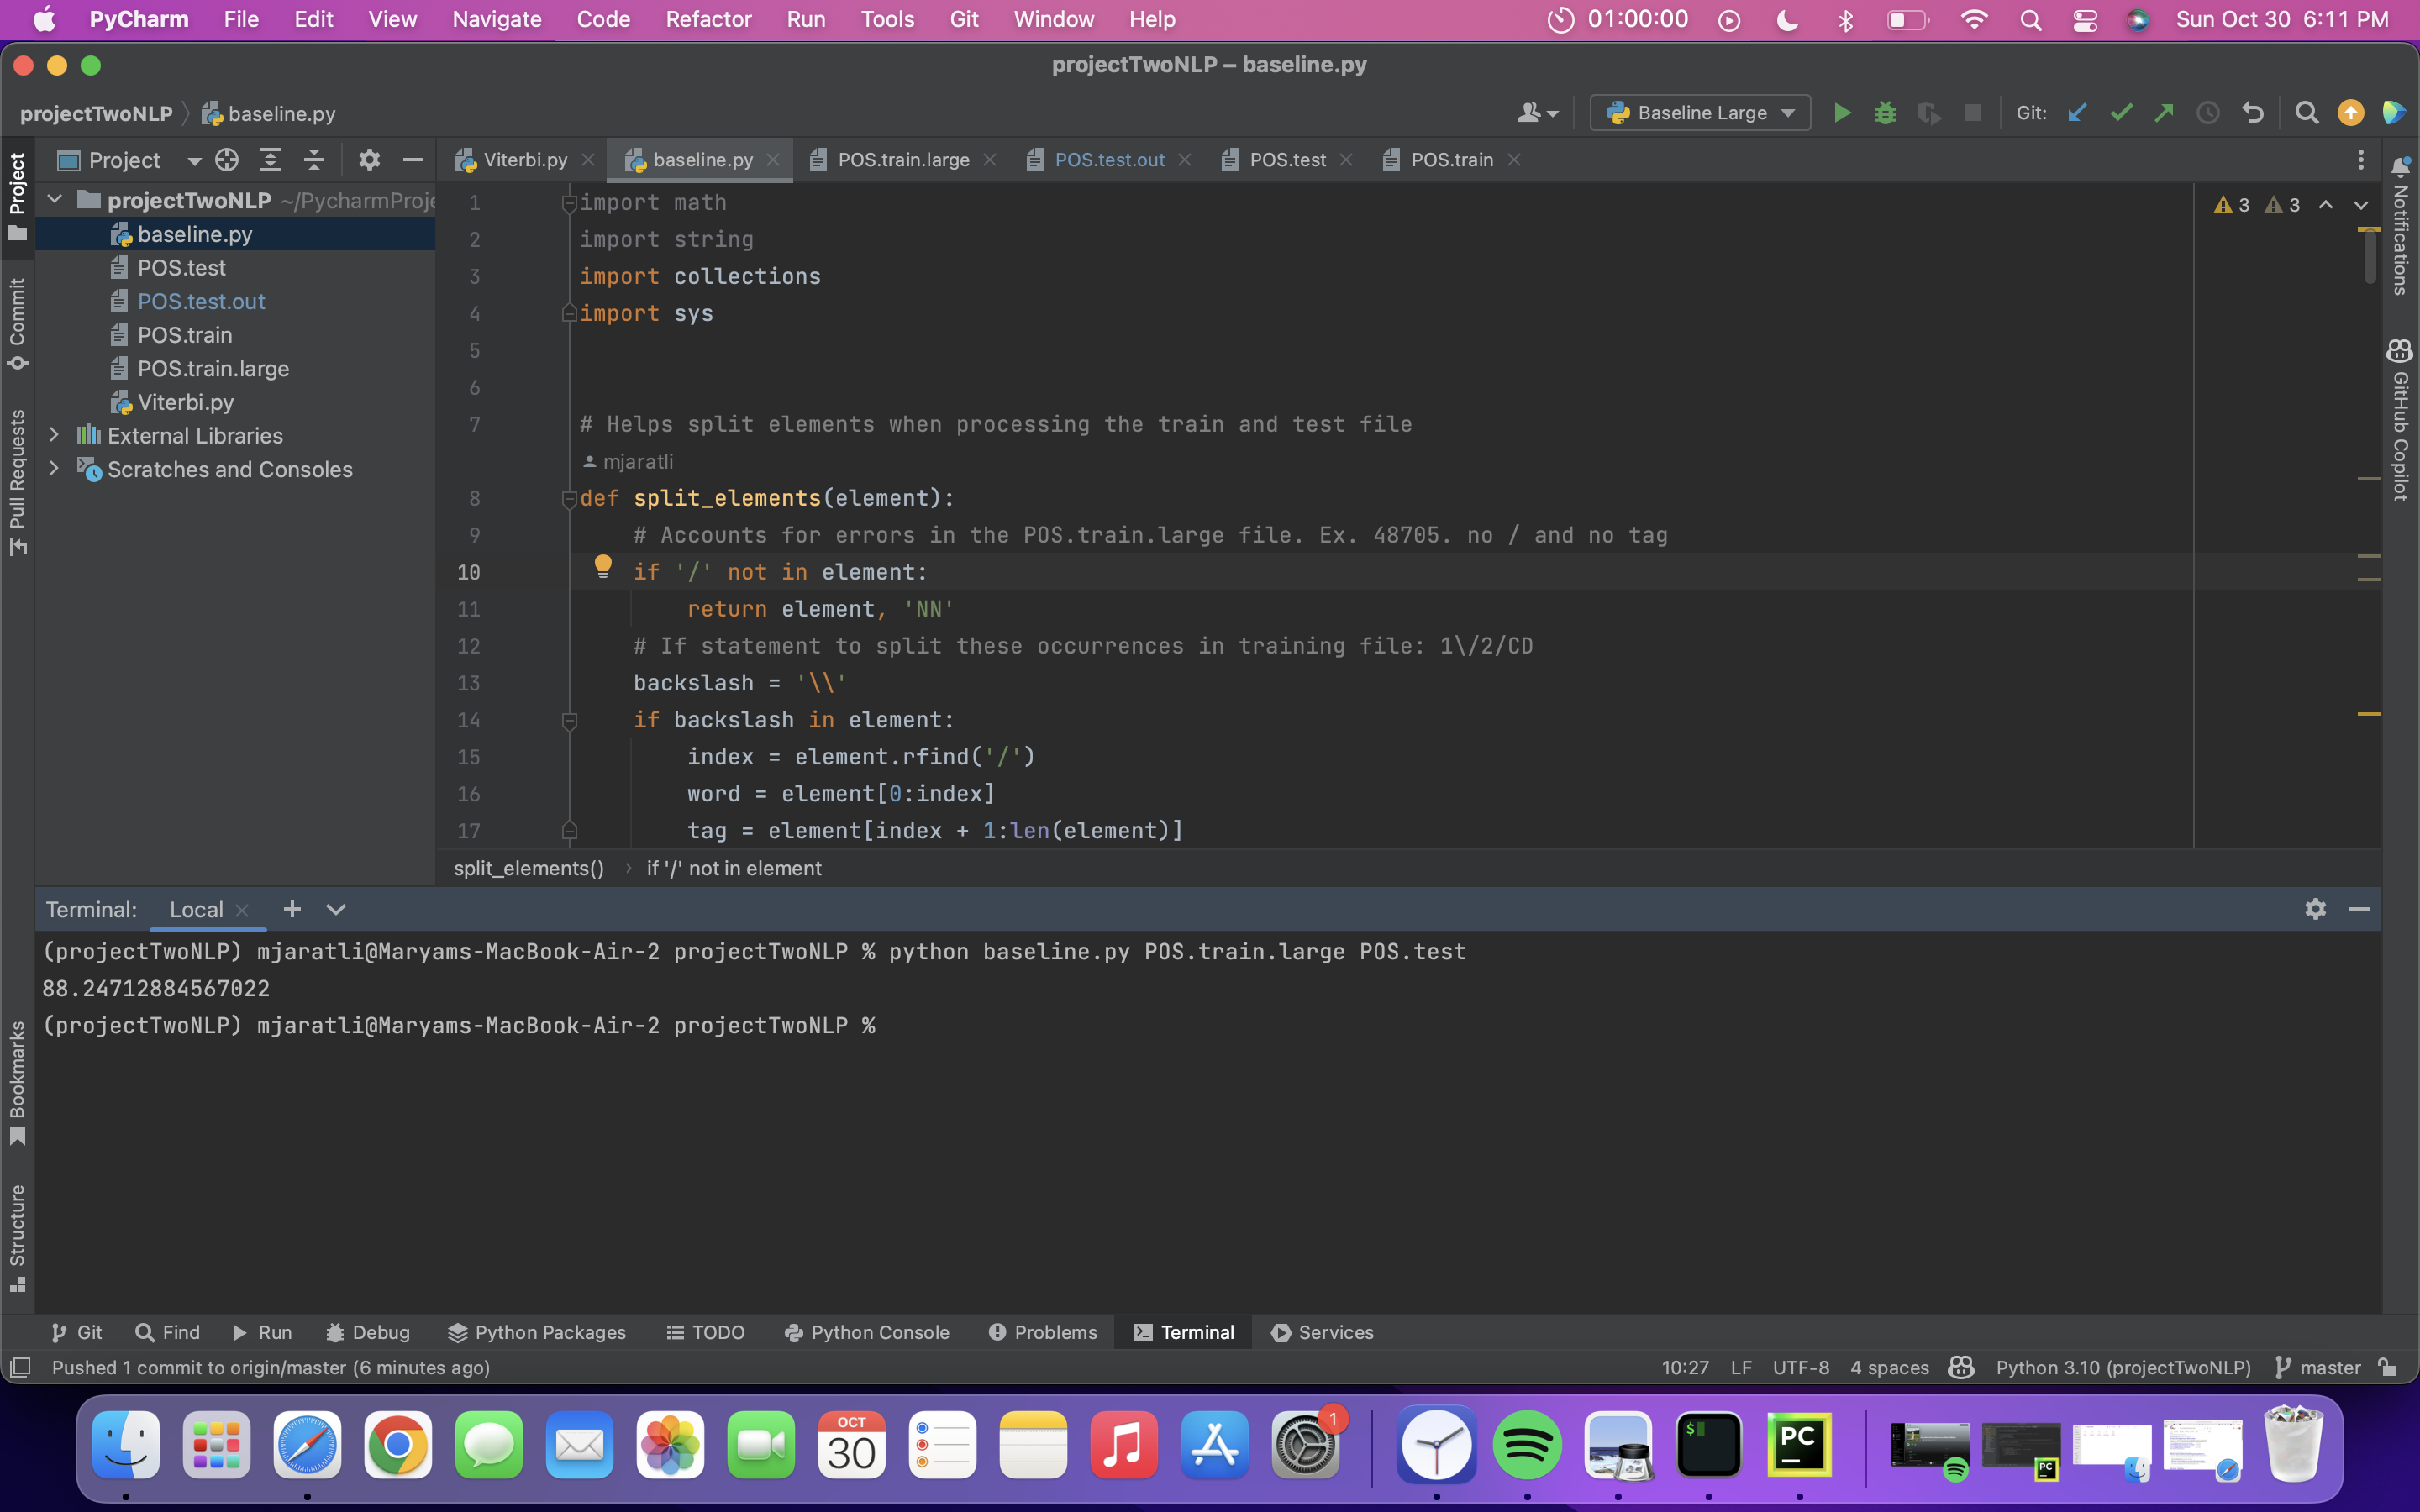 PyCharm File Edit View Navigate Code Refactor Run Tools Git Window Help 01:00:00 Sun Oct 30 6:11 PM
projectTwoNLP – baseline.py
projectTwoNLP baseline.py Baseline Large Git:
Project Viterbi.py baseline.py POS.train.large POS.test.out POS.test POS.train
projectTwoNLP ~/PycharmProje
baseline.py
POS.test
POS.test.out
POS.train
POS.train.large
Viterbi.py
External Libraries
Scratches and Consoles
Project
Commit
Pull Requests
Bookmarks
Structure
3 3
1 import math
2 import string
3 import collections
4 import sys
5
6
7 # Helps split elements when processing the train and test file
mjaratli
8 def split_elements(element):
9 # Accounts for errors in the POS.train.large file. Ex. 48705. no / and no tag
10 if '/' not in element:
11 return element, 'NN'
12 # If statement to split these occurrences in training file: 1\/2/CD
13 backslash = '\\'
14 if backslash in element:
15 index = element.rfind('/')
16 word = element[0:index]
17 tag = element[index + 1:len(element)]
split_elements() › if '/' not in element
Notifications
GitHub Copilot
Terminal: Local
(projectTwoNLP) mjaratli@Maryams-MacBook-Air-2 projectTwoNLP % python baseline.py POS.train.large POS.test
88.24712884567022
(projectTwoNLP) mjaratli@Maryams-MacBook-Air-2 projectTwoNLP %
Git Find Run Debug Python Packages TODO Python Console Problems Terminal Services
Pushed 1 commit to origin/master (6 minutes ago) 10:27 LF UTF-8 4 spaces Python 3.10 (projectTwoNLP) master
OCT
30
1
$
PC
PC